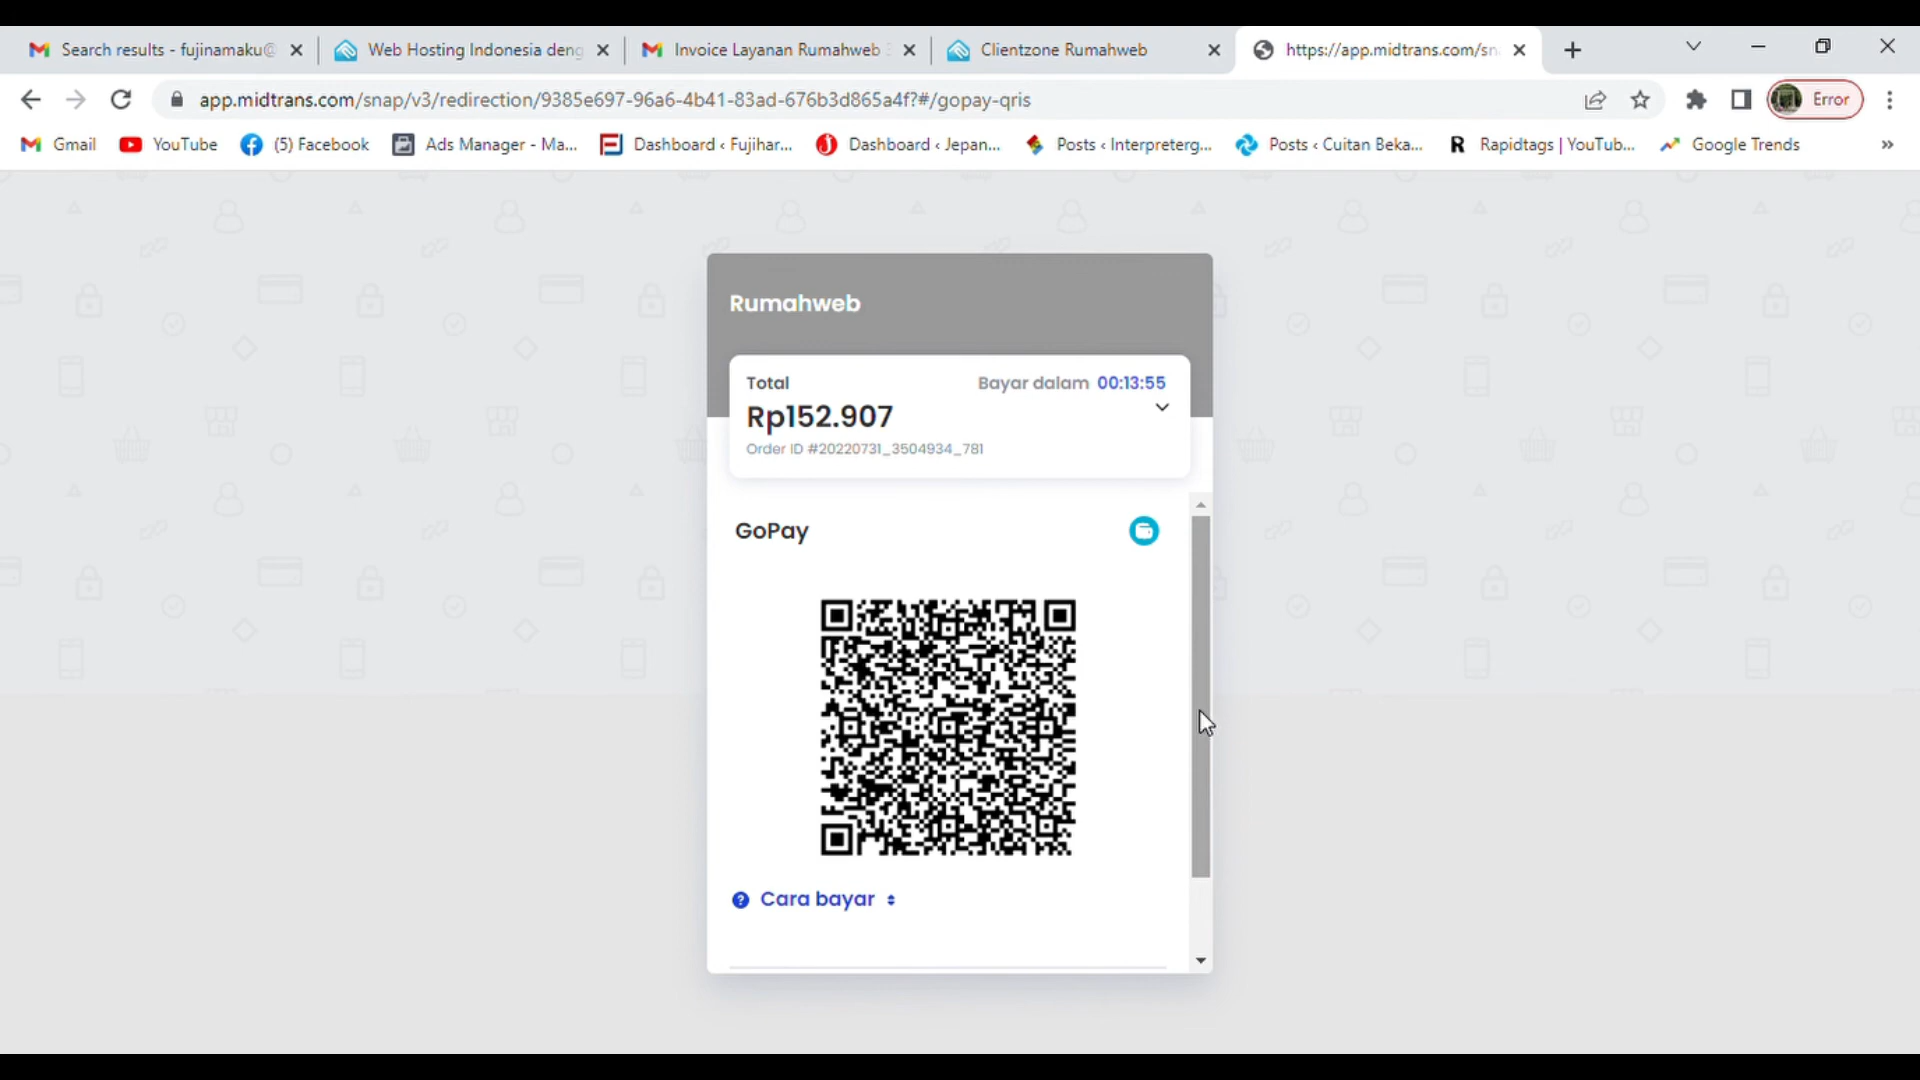 Search results - fujinamaku@
Web Hosting Indonesia deng
Invoice Layanan Rumahweb
Clientzone Rumahweb
https://app.midtrans.com/sn
app.midtrans.com/snap/v3/redirection/9385e697-96a6-4b41-83ad-676b3d865a4f?#/gopay-qris
Error
Gmail
YouTube
(5) Facebook
Ads Manager - Ma...
Dashboard ‹ Fujihar...
Dashboard ‹ Jepan...
Posts ‹ Interpreterg...
Posts ‹ Cuitan Beka...
Rapidtags | YouTub...
Google Trends
»
Rumahweb
Total
Bayar dalam 00:13:55
Rp152.907
Order ID #20220731_3504934_781
GoPay
? Cara bayar